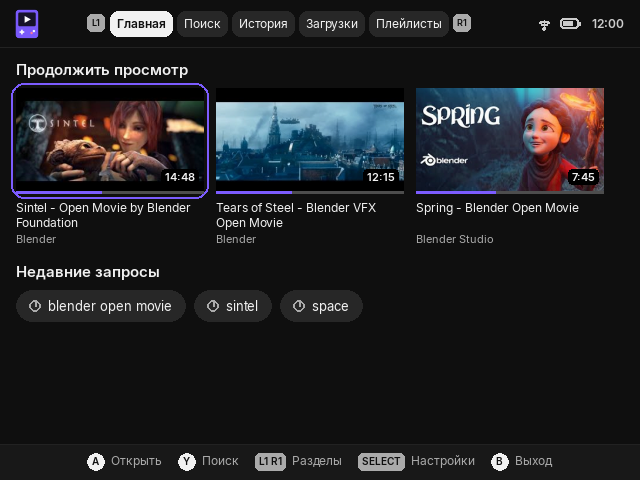 L1 Главная Поиск История Загрузки Плейлисты R1 12:00
Продолжить просмотр
SINTEL
SPRING
blender
14:48
12:15
7:45
Sintel - Open Movie by Blender
Foundation
Blender
Tears of Steel - Blender VFX
Open Movie
Blender
Spring - Blender Open Movie
Blender Studio
Недавние запросы
blender open movie
sintel
space
A Открыть Y Поиск L1 R1 Разделы SELECT Настройки B Выход